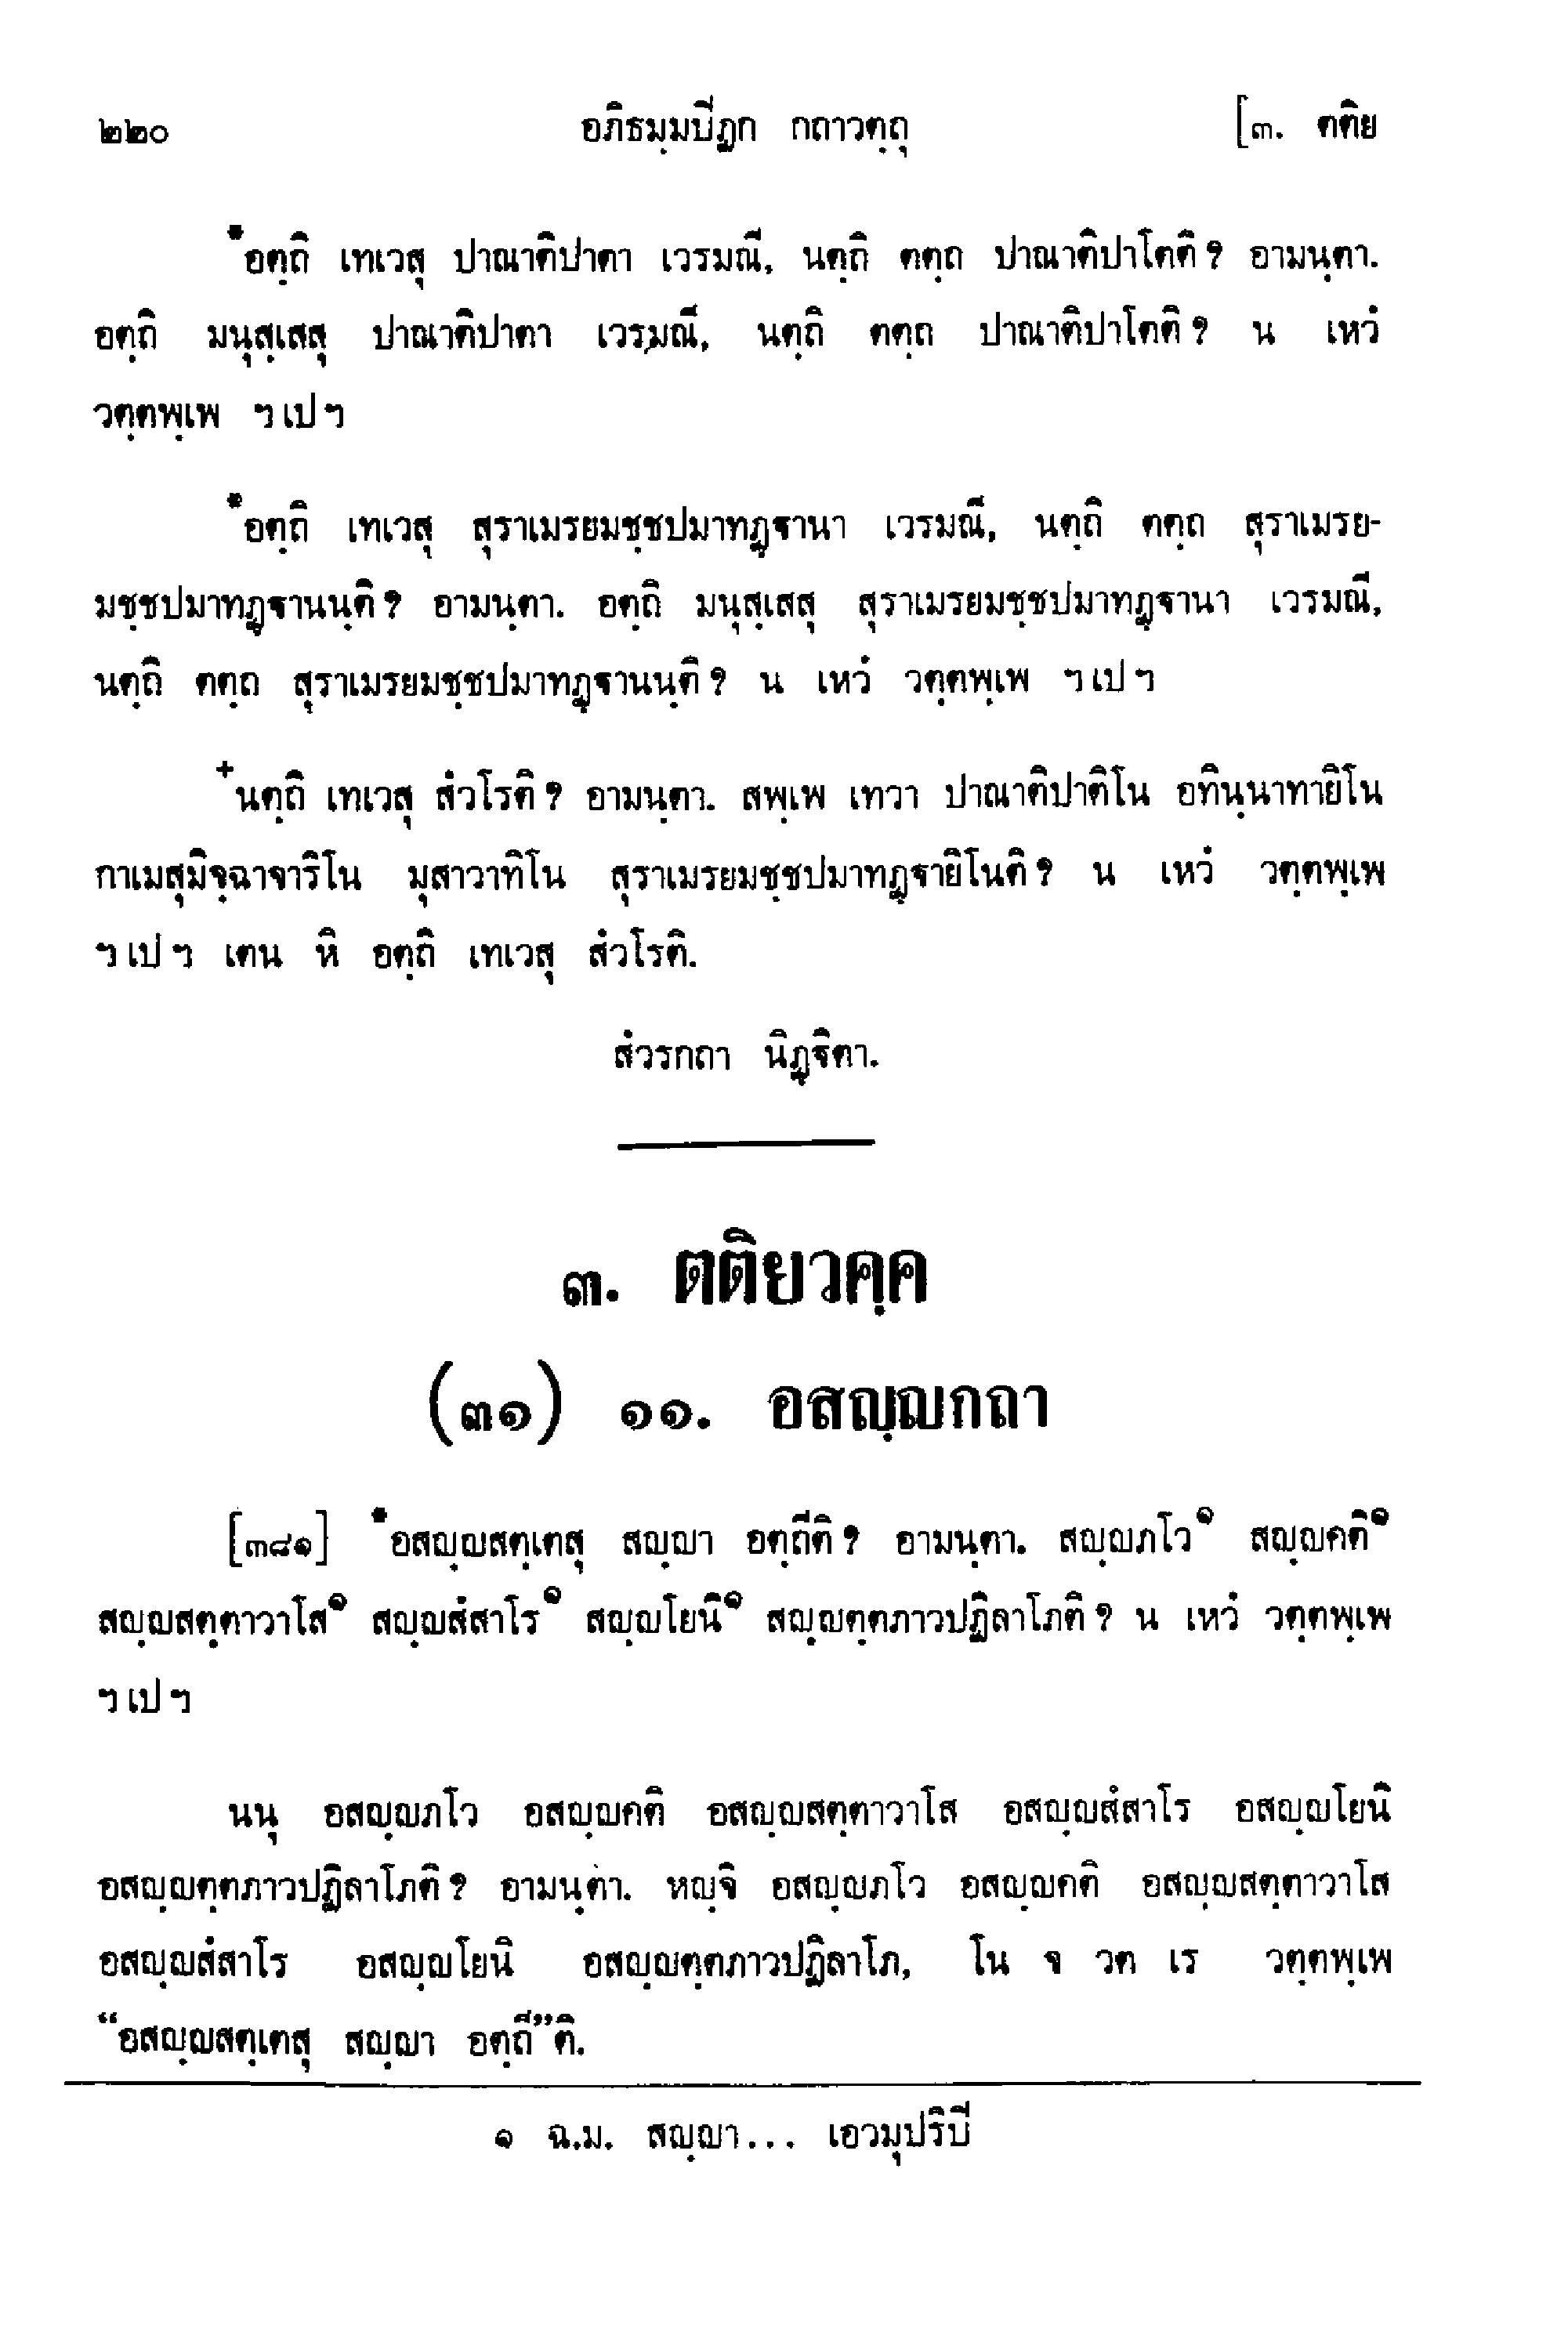 ๒๒๐ อภิธมฺมปีฏก กถาวตฺถุ [๓. ตติย
*อตฺถิ เทเวสุ ปาณาติปาตา เวรมณี, นตฺถิ ตตฺถ ปาณาติปาโตติ ? อามนฺตา.
อตฺถิ มนุสฺเสสุ ปาณาติปาตา เวรมณี, นตฺถิ ตตฺถ ปาณาติปาโตติ ? น เหวํ
วตฺตพฺเพ ฯ เป ฯ
*อตฺถิ เทเวสุ สุราเมรยมชฺชปมาทฏฺฐานา เวรมณี, นตฺถิ ตตฺถ สุราเมรย-
มชฺชปมาทฏฺฐานนฺติ ? อามนฺตา. อตฺถิ มนุสฺเสสุ สุราเมรยมชฺชปมาทฏฺฐานา เวรมณี,
นตฺถิ ตตฺถ สุราเมรยมชฺชปมาทฏฺฐานนฺติ ? น เหวํ วตฺตพฺเพ ฯ เป ฯ
+นตฺถิ เทเวสุ สํวโรติ ? อามนฺตา. สพฺเพ เทวา ปาณาติปาติโน อทินฺนาทายิโน
กาเมสุมิจฺฉาจาริโน มุสาวาทิโน สุราเมรยมชฺชปมาทฏฺฐายิโนติ ? น เหวํ วตฺตพฺเพ
ฯ เป ฯ เตน หิ อตฺถิ เทเวสุ สํวโรติ.
สํวรกถา นิฏฺฐิตา.
๓. ตติยวคฺค
(๓๑) ๑๑. อสญฺญกถา
[๓๘๑] *อสญฺญสตฺเตสุ สญฺญา อตฺถีติ ? อามนฺตา. สญฺญภโว๑ สญฺญคติ๑
สญฺญสตฺตาวาโส๑ สญฺญสํสาโร๑ สญฺญโยนิ๑ สญฺญตฺตภาวปฏิลาโภติ ? น เหวํ วตฺตพฺเพ
ฯ เป ฯ
นนุ อสญฺญภโว อสญฺญคติ อสญฺญสตฺตาวาโส อสญฺญสํสาโร อสญฺญโยนิ
อสญฺญตฺตภาวปฏิลาโภติ ? อามนฺตา. หญฺจิ อสญฺญภโว อสญฺญคติ อสญฺญสตฺตาวาโส
อสญฺญสํสาโร อสญฺญโยนิ อสญฺญตฺตภาวปฏิลาโภ, โน จ วต เร วตฺตพฺเพ
“อสญฺญสตฺเตสุ สญฺญา อตฺถี”ติ.
๑ ฉ.ม. สญฺญา... เอวมุปริปี